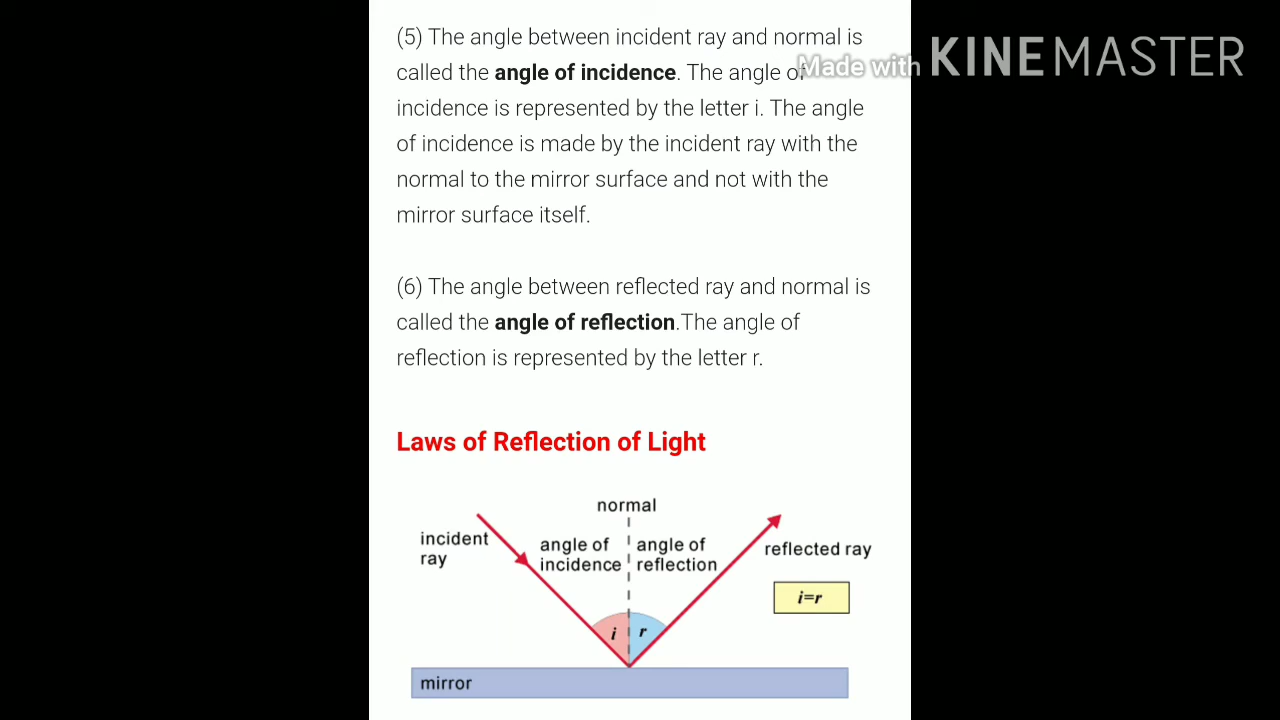 (5) The angle between incident ray and normal is
called the angle of incidence. The angle of
incidence is represented by the letter i. The angle
of incidence is made by the incident ray with the
normal to the mirror surface and not with the
mirror surface itself.
Made with KINEMASTER
(6) The angle between reflected ray and normal is
called the angle of reflection.The angle of
reflection is represented by the letter r.
Laws of Reflection of Light
normal
incident
ray
angle of
incidence
angle of
reflection
reflected ray
i=r
i
r
mirror